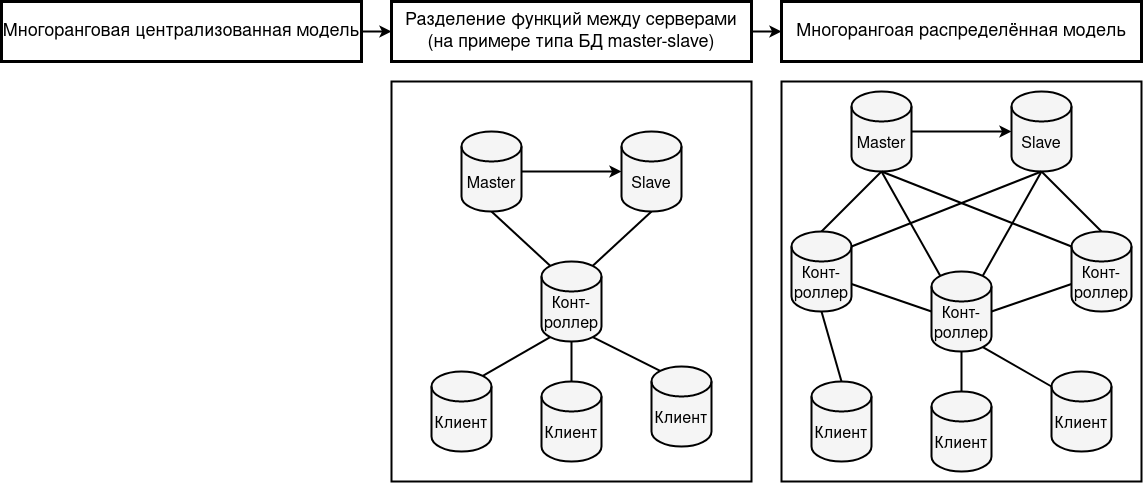 Многоранговая централизованная модель
Разделение функций между серверами
(на примере типа БД master-slave)
Многорангоая распределённая модель
Master
Slave
Конт-
роллер
Клиент
Клиент
Клиент
Master
Slave
Конт-
роллер
Конт-
роллер
Конт-
роллер
Клиент
Клиент
Клиент